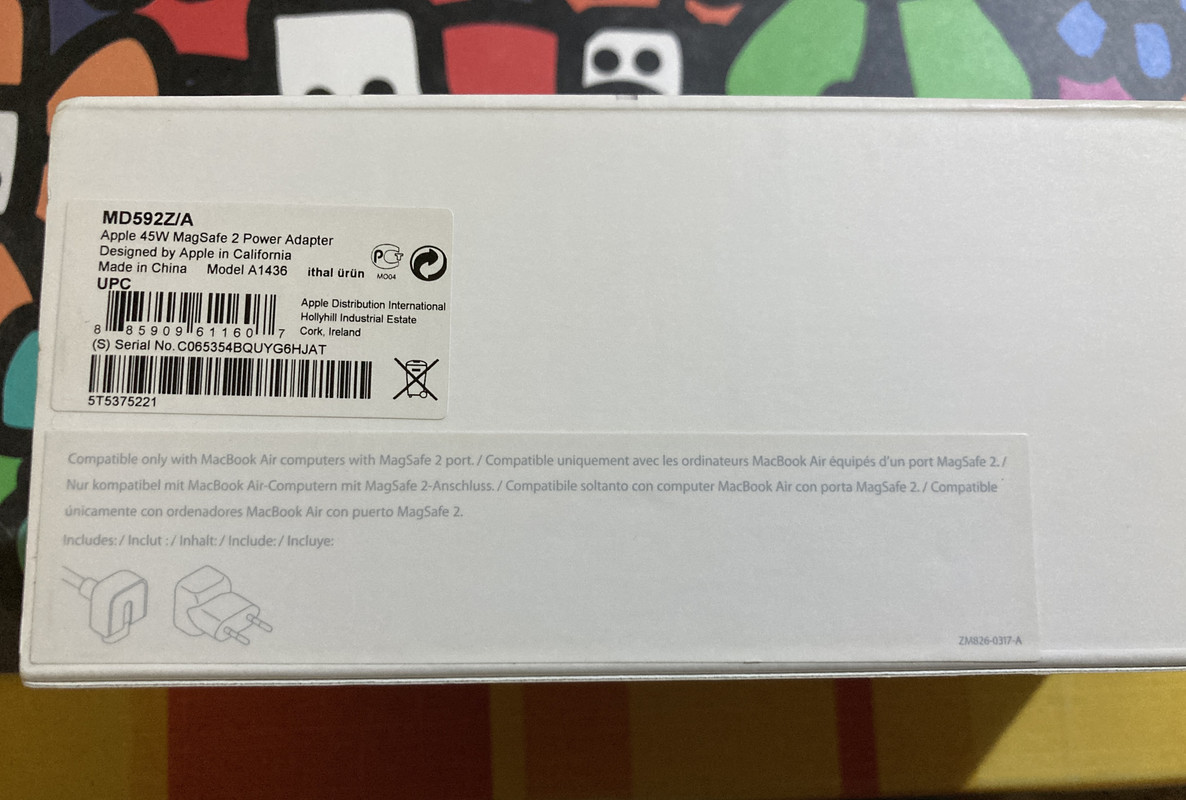 MD592Z/A
Apple 45W MagSafe 2 Power Adapter
Designed by Apple in California
Made in China Model A1436 ithal ürün
UPC
PCT
MO04
Apple Distribution International
Hollyhill Industrial Estate
Cork, Ireland
8 85909 61160 7
(S) Serial No.C065354BQUYG6HJAT
5T5375221
Compatible only with MacBook Air computers with MagSafe 2 port. / Compatible uniquement avec les ordinateurs MacBook Air équipés d'un port MagSafe 2. /
Nur kompatibel mit MacBook Air-Computern mit MagSafe 2-Anschluss. / Compatibile soltanto con computer MacBook Air con porta MagSafe 2. / Compatible
únicamente con ordenadores MacBook Air con puerto MagSafe 2.
Includes: / Inclut : / Inhalt: / Include: / Incluye:
ZM826-0317-A